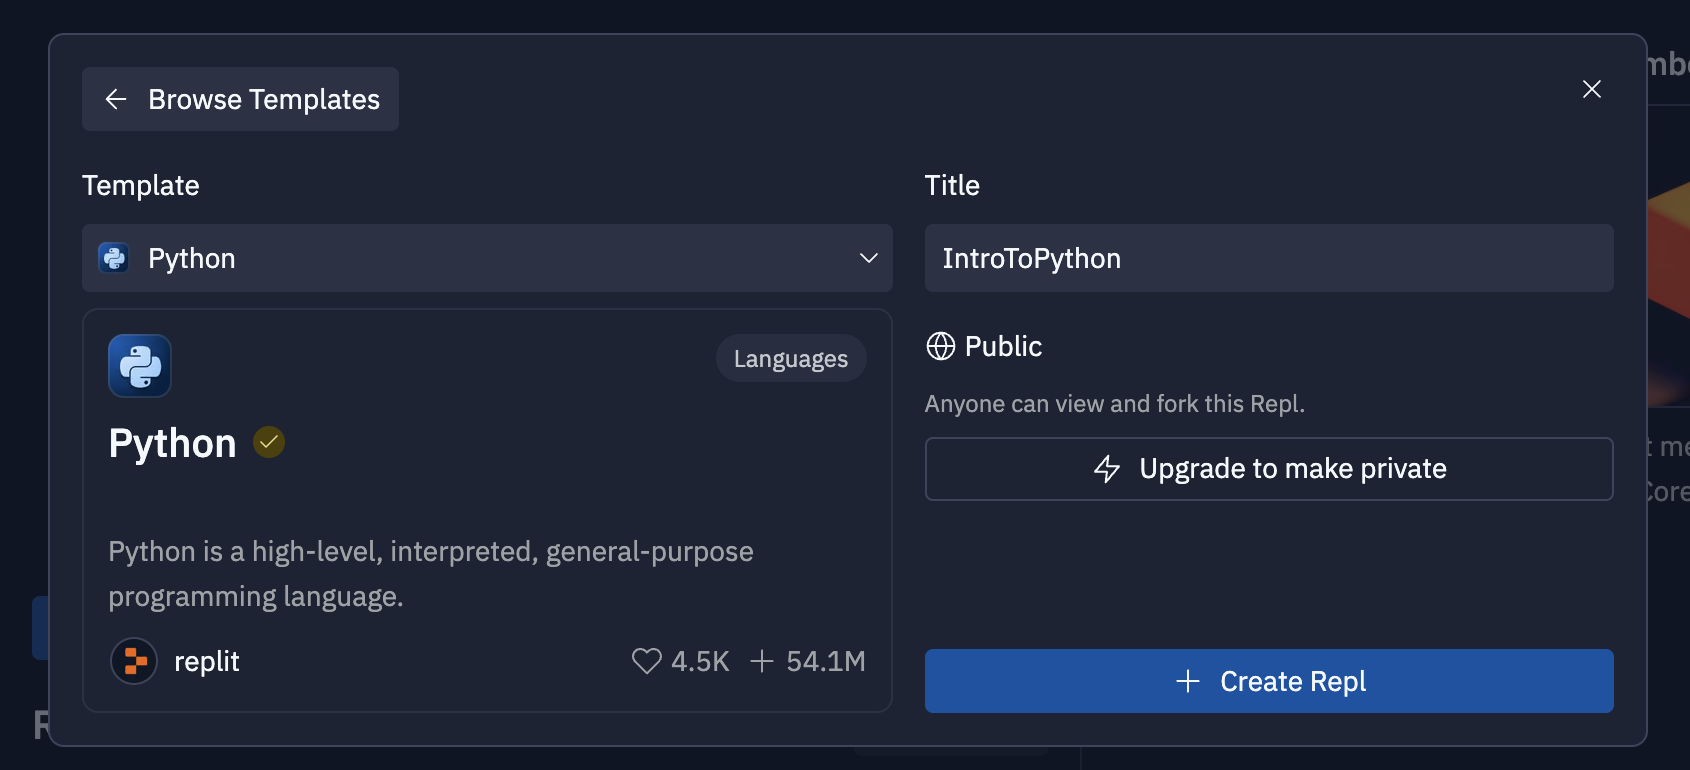 Browse Templates
Template
Python
Languages
Python
Python is a high-level, interpreted, general-purpose
programming language.
replit
4.5K
54.1M
Title
IntroToPython
Public
Anyone can view and fork this Repl.
Upgrade to make private
Create Repl